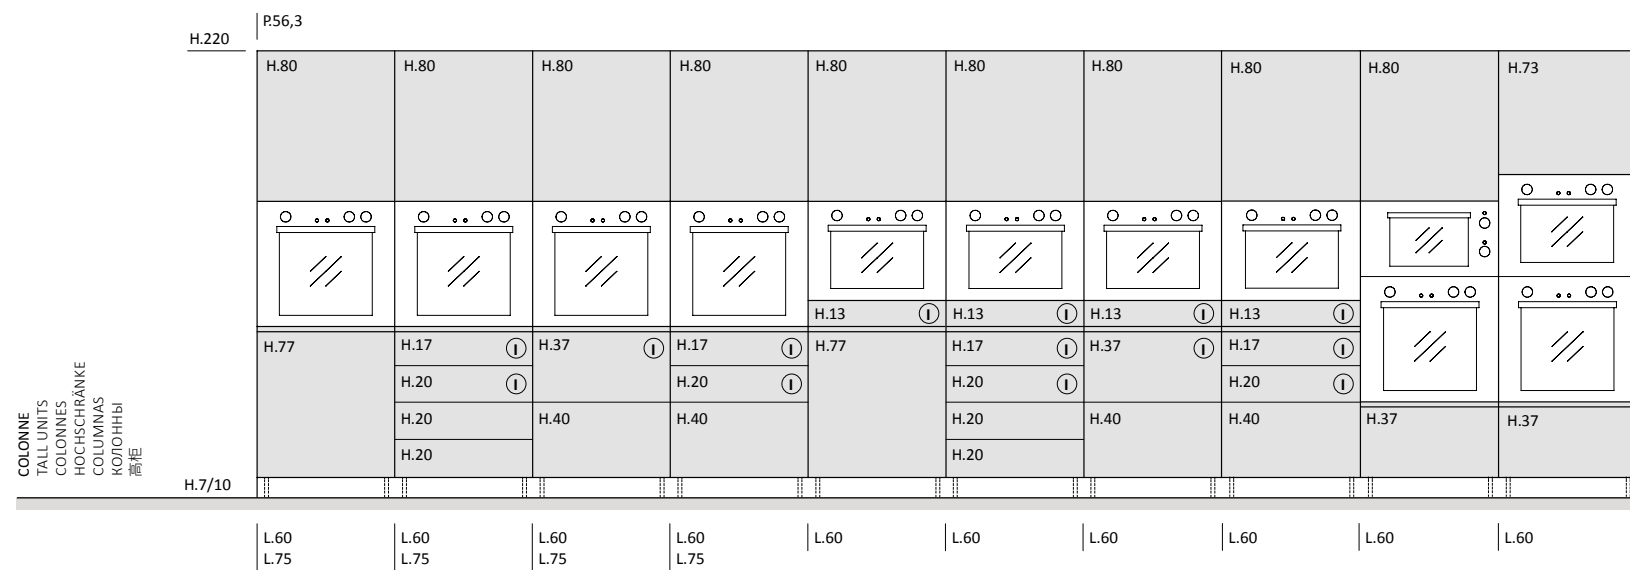 P.56,3
H.220
H.80 H.80 H.80 H.80 H.80 H.80 H.80 H.80 H.80 H.73
H.13 H.13 H.13 H.13
H.77 H.17 H.37 H.17 H.77 H.17 H.37 H.17
H.20 H.20 H.20 H.20
H.20 H.40 H.40 H.20 H.40 H.40 H.37 H.37
H.20 H.20
COLONNE
TALL UNITS
COLONNES
HOCHSCHRÄNKE
COLUMNAS
КОЛОННЫ
高柜
H.7/10
L.60 L.60 L.60 L.60 L.60 L.60 L.60 L.60 L.60 L.60
L.75 L.75 L.75 L.75